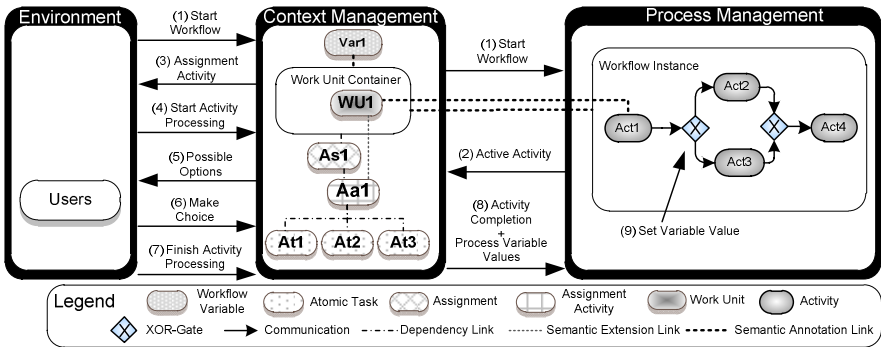 Environment
Context Management
Process Management
(1) Start
Workflow
(3) Assignment
Activity
(4) Start Activity
Processing
(5) Possible
Options
(6) Make
Choice
(7) Finish Activity
Processing
Users
Var1
Work Unit Container
WU1
As1
Aa1
At1
At2
At3
(1) Start
Workflow
(2) Active Activity
(8) Activity
Completion
+
Process Variable
Values
Workflow Instance
Act1
Act2
Act3
Act4
(9) Set Variable Value
Legend
Workflow
Variable
Atomic Task
Assignment
Assignment
Activity
Work Unit
Activity
XOR-Gate
Communication
Dependency Link
Semantic Extension Link
Semantic Annotation Link